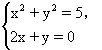 x² + y² = 5,
2x + y = 0